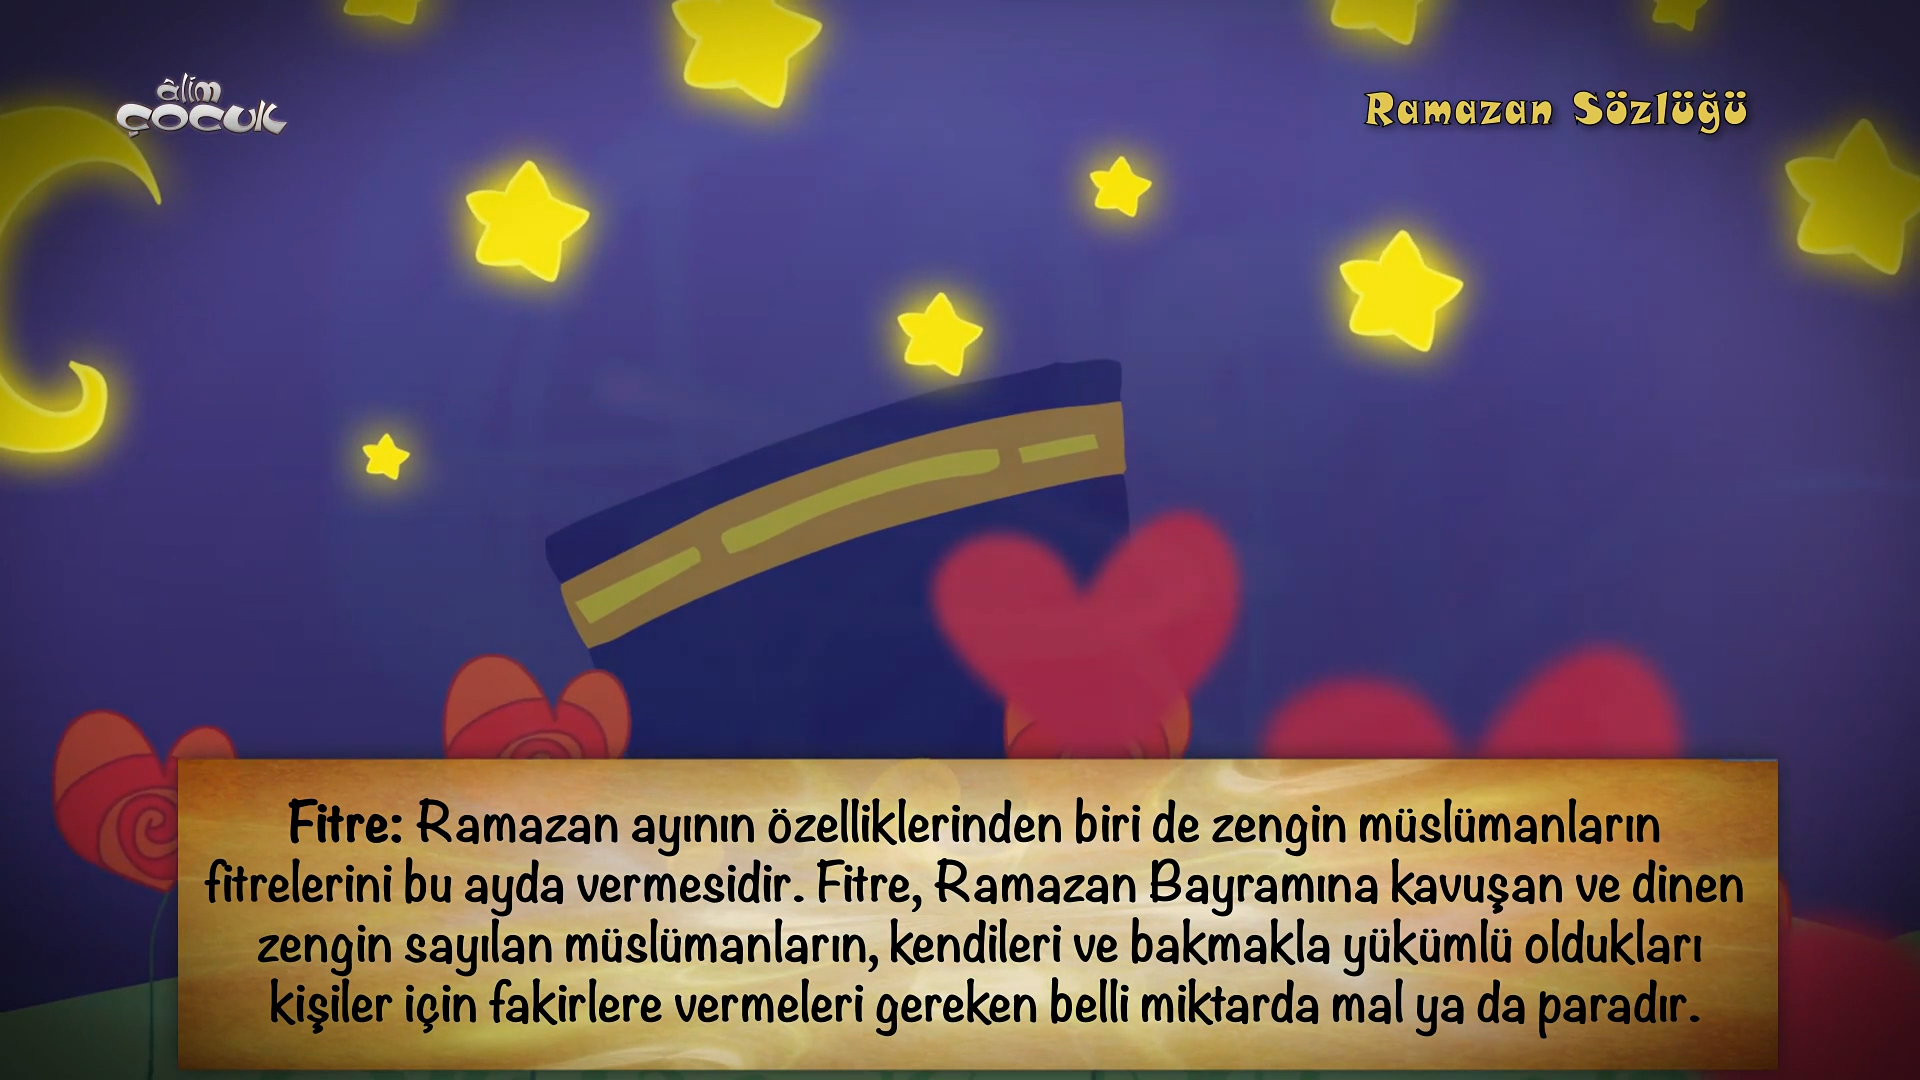 âlim
çocuk
Ramazan Sözlüğü
Fitre: Ramazan ayının özelliklerinden biri de zengin müslümanların
fitrelerini bu ayda vermesidir. Fitre, Ramazan Bayramına kavuşan ve dinen
zengin sayılan müslümanların, kendileri ve bakmakla yükümlü oldukları
kişiler için fakirlere vermeleri gereken belli miktarda mal ya da paradır.